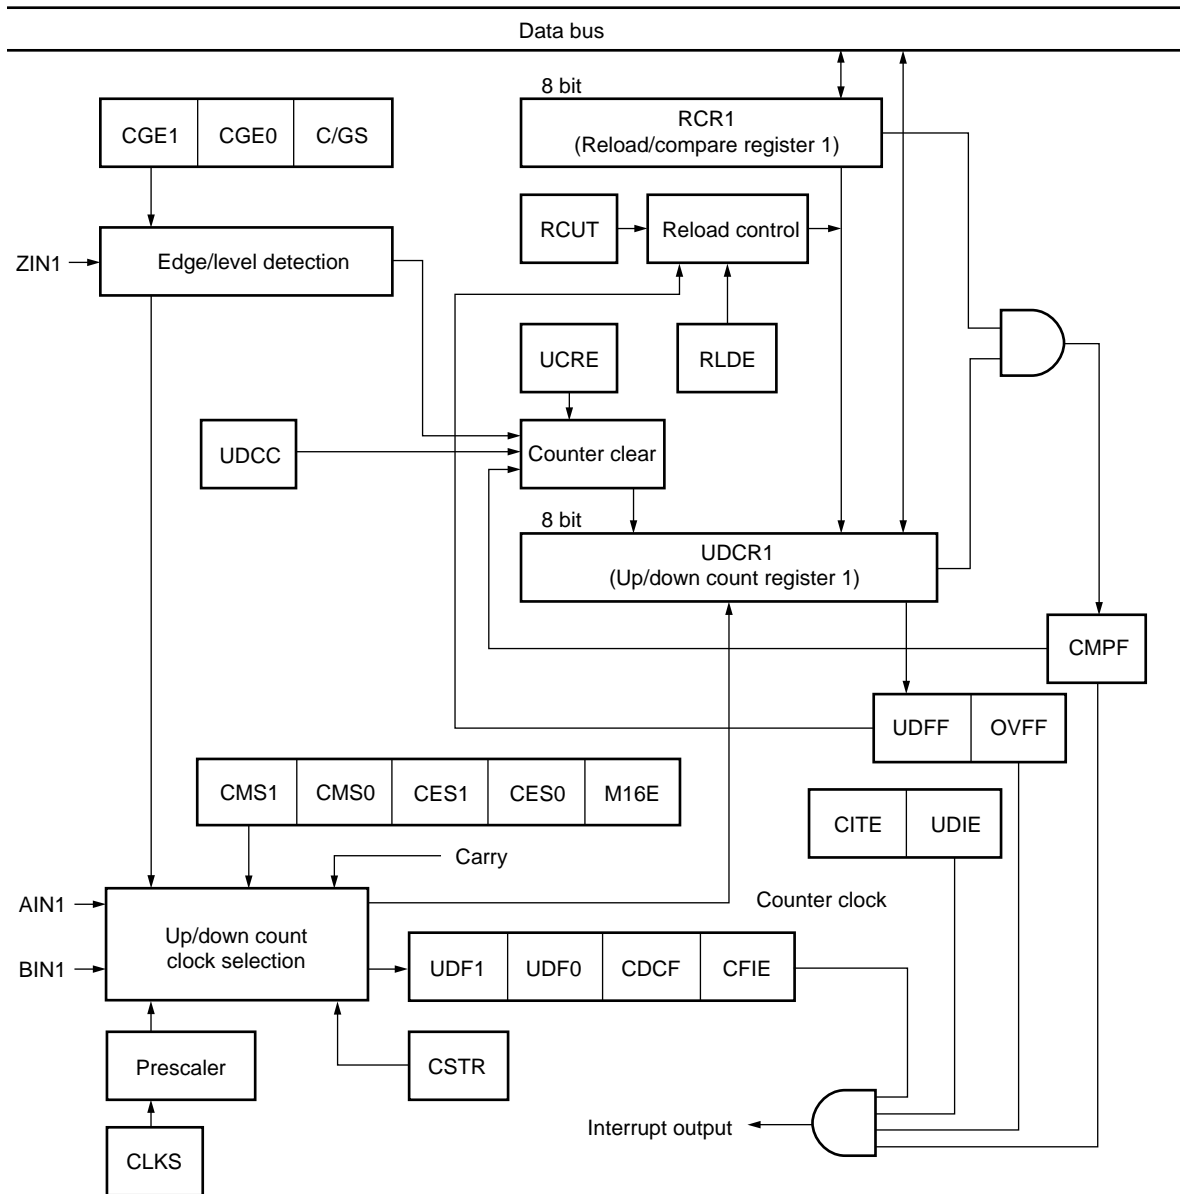 Data bus
8 bit
CGE1 CGE0 C/GS
RCR1
(Reload/compare register 1)
RCUT
Reload control
ZIN1
Edge/level detection
UCRE
RLDE
UDCC
Counter clear
8 bit
UDCR1
(Up/down count register 1)
CMPF
UDFF OVFF
CMS1 CMS0 CES1 CES0 M16E
CITE UDIE
Carry
AIN1
Counter clock
Up/down count
clock selection
BIN1
UDF1 UDF0 CDCF CFIE
Prescaler
CSTR
Interrupt output
CLKS